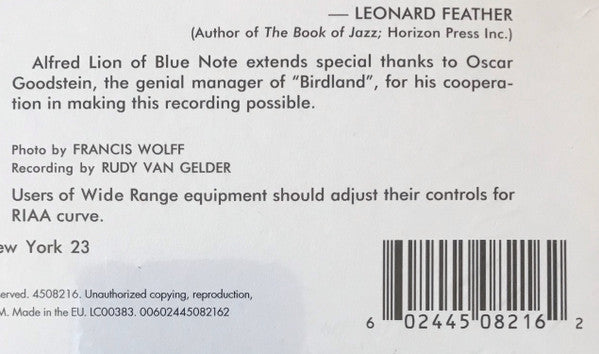 — LEONARD FEATHER
(Author of The Book of Jazz; Horizon Press Inc.)
Alfred Lion of Blue Note extends special thanks to Oscar
Goodstein, the genial manager of "Birdland", for his coopera-
tion in making this recording possible.
Photo by FRANCIS WOLFF
Recording by RUDY VAN GELDER
Users of Wide Range equipment should adjust their controls for
RIAA curve.
ew York 23
erved. 4508216. Unauthorized copying, reproduction,
M. Made in the EU. LC00383. 00602445082162
6 02445 08216 2